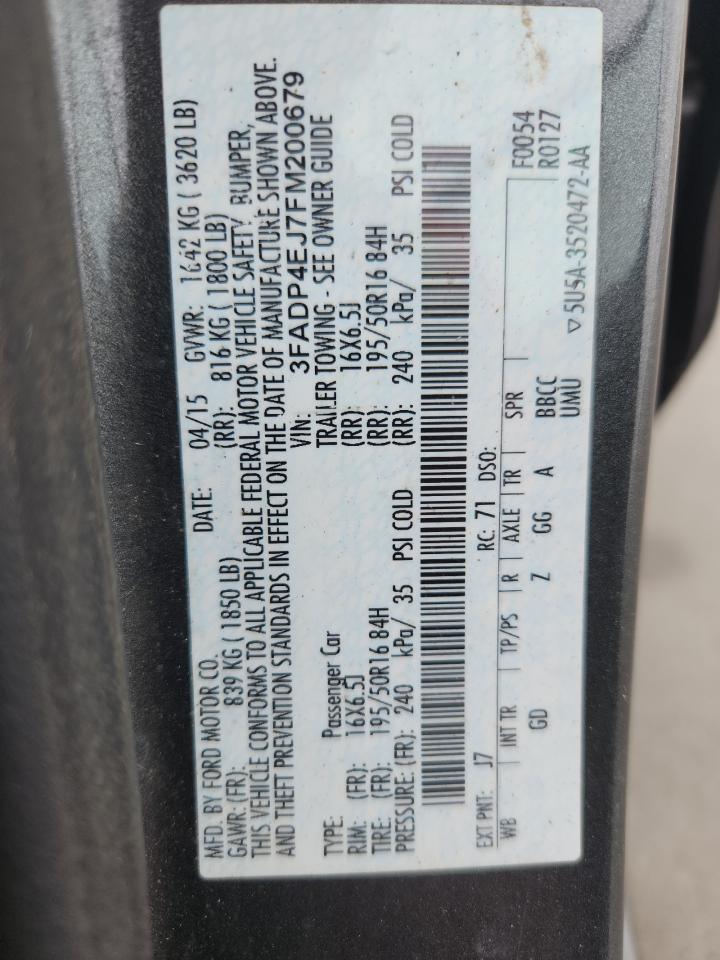 MFD. BY FORD MOTOR CO. DATE: 04/15 GVWR: 1642 KG ( 3620 LB)
GAWR: (FR): 839 KG ( 1850 LB) (RR): 816 KG ( 1800 LB)
THIS VEHICLE CONFORMS TO ALL APPLICABLE FEDERAL MOTOR VEHICLE SAFETY, BUMPER,
AND THEFT PREVENTION STANDARDS IN EFFECT ON THE DATE OF MANUFACTURE SHOWN ABOVE.
VIN: 3FADP4EJ7FM200679
TYPE: Passenger Car TRAILER TOWING - SEE OWNER GUIDE
RIM: (FR): 16X6.5J (RR): 16X6.5J
TIRE: (FR): 195/50R16 84H (RR): 195/50R16 84H
PRESSURE: (FR): 240 kPa/ 35 PSI COLD (RR): 240 kPa/ 35 PSI COLD
EXT PNT: J7 RC: 71 DSO: F0054
WB INT TR TP/PS R AXLE TR SPR R0127
GD Z GG A BBCC
UMU
▽5U5A-3520472-AA